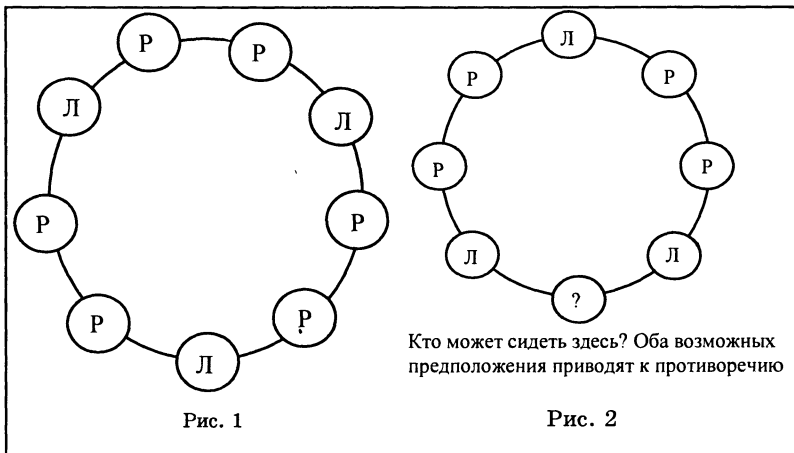 Р Р
Л Л
Р Р
Р Р
Л
Рис. 1
Л
Р Р
Р Р
Л Л
?
Кто может сидеть здесь? Оба возможных
предположения приводят к противоречию
Рис. 2